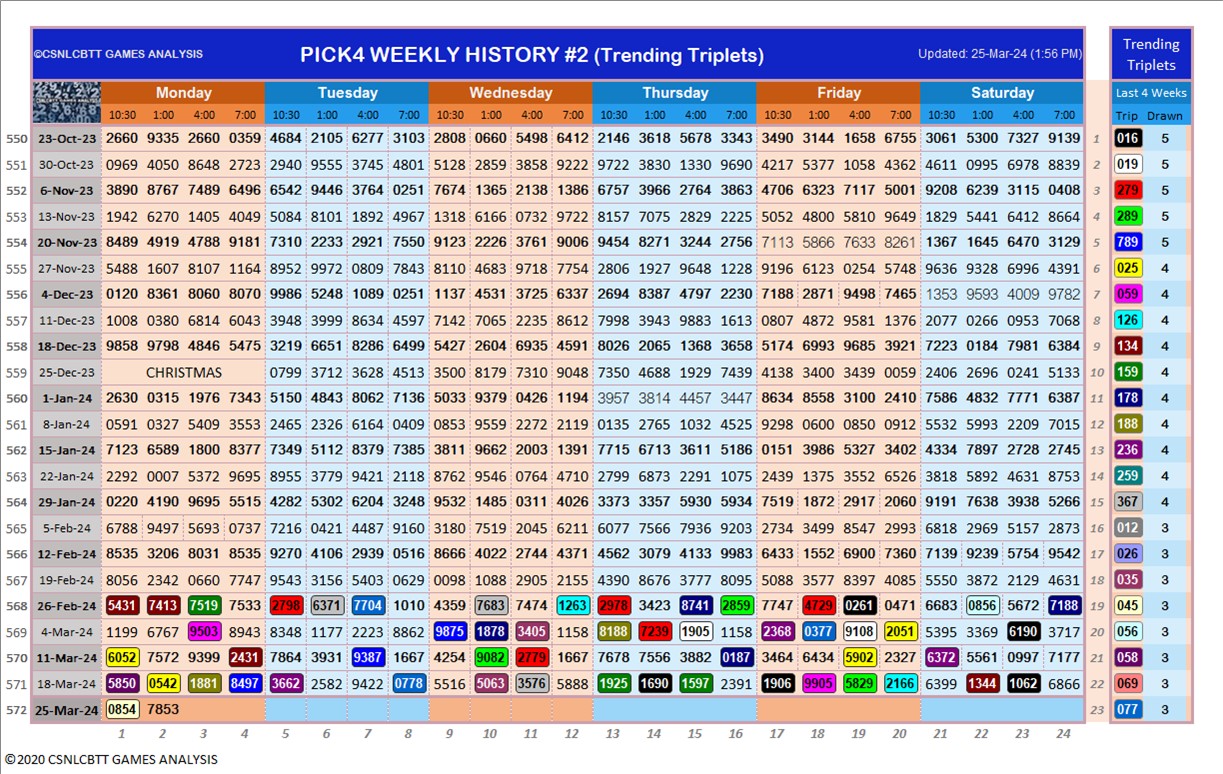 ©CSNLCBTT GAMES ANALYSIS PICK4 WEEKLY HISTORY #2 (Trending Triplets) Updated: 25-Mar-24 (1:56 PM) Trending Triplets
Monday Tuesday Wednesday Thursday Friday Saturday Last 4 Weeks
10:30 1:00 4:00 7:00 10:30 1:00 4:00 7:00 10:30 1:00 4:00 7:00 10:30 1:00 4:00 7:00 10:30 1:00 4:00 7:00 10:30 1:00 4:00 7:00 Trip Drawn
550 23-Oct-23 2660 9335 2660 0359 4684 2105 6277 3103 2808 0660 5498 6412 2146 3618 5678 3343 3490 3144 1658 6755 3061 5300 7327 9139 1 016 5
551 30-Oct-23 0969 4050 8648 2723 2940 9555 3745 4801 5128 2859 3858 9222 9722 3830 1330 9690 4217 5377 1058 4362 4611 0995 6978 8839 2 019 5
552 6-Nov-23 3890 8767 7489 6496 6542 9446 3764 0251 7674 1365 2138 1386 6757 3966 2764 3863 4706 6323 7117 5001 9208 6239 3115 0408 3 279 5
553 13-Nov-23 1942 6270 1405 4049 5084 8101 1892 4967 1318 6166 0732 9722 8157 7075 2829 2225 5052 4800 5810 9649 1829 5441 6412 8664 4 289 5
554 20-Nov-23 8489 4919 4788 9181 7310 2233 2921 7550 9123 2226 3761 9006 9454 8271 3244 2756 7113 5866 7633 8261 1367 1645 6470 3129 5 789 5
555 27-Nov-23 5488 1607 8107 1164 8952 9972 0809 7843 8110 4683 9718 7754 2806 1927 9648 1228 9196 6123 0254 5748 9636 9328 6996 4391 6 025 4
556 4-Dec-23 0120 8361 8060 8070 9986 5248 1089 0251 1137 4531 3725 6337 2694 8387 4797 2230 7188 2871 9498 7465 1353 9593 4009 9782 7 059 4
557 11-Dec-23 1008 0380 6814 6043 3948 3999 8634 4597 7142 7065 2235 8612 7998 3943 9883 1613 0807 4872 9581 1376 2077 0266 0953 7068 8 126 4
558 18-Dec-23 9858 9798 4846 5475 3219 6651 8286 6499 5427 2604 6935 4591 8026 2065 1368 3658 5174 6993 9685 3921 7223 0184 7981 6384 9 134 4
559 25-Dec-23 CHRISTMAS 0799 3712 3628 4513 3500 8179 7310 9048 7350 4688 1929 7439 4138 3400 3439 0059 2406 2696 0241 5133 10 159 4
560 1-Jan-24 2630 0315 1976 7343 5150 4843 8062 7136 5033 9379 0426 1194 3957 3814 4457 3447 8634 8558 3100 2410 7586 4832 7771 6387 11 178 4
561 8-Jan-24 0591 0327 5409 3553 2465 2326 6164 0409 0853 9559 2272 2119 0135 2765 1032 4525 9298 0600 0850 0912 5532 5993 2209 7015 12 188 4
562 15-Jan-24 7123 6589 1800 8377 7349 5112 8379 7385 3811 9662 2003 1391 7715 6713 3611 5186 0151 3986 5327 3402 4334 7897 2728 2745 13 236 4
563 22-Jan-24 2292 0007 5372 9695 8955 3779 9421 2118 3762 9546 0764 4710 2799 6873 2291 1075 2439 1375 3552 6526 3818 5892 4631 8753 14 259 4
564 29-Jan-24 0220 4190 9695 5515 4282 5302 6204 3248 9532 1485 0311 4026 3373 3357 5930 5934 7519 1872 2917 2060 9191 7638 3938 5266 15 367 4
565 5-Feb-24 6788 9497 5693 0737 7216 0421 4487 9160 3180 7519 2045 6211 6077 7566 7936 9203 2734 3499 8547 2993 6818 2969 5157 2873 16 012 3
566 12-Feb-24 8535 3206 8031 8535 9270 4106 2939 0516 8666 4022 2744 4371 4562 3079 4133 9983 6433 1552 6900 7360 7139 9239 5754 9542 17 026 3
567 19-Feb-24 8056 2342 0660 7747 9543 3156 5403 0629 0098 1088 2905 2155 4390 8676 3777 8095 5088 3577 8397 4085 5550 3872 2129 4631 18 035 3
568 26-Feb-24 5431 7413 7519 7533 2798 6371 7704 1010 4359 7683 7474 1263 2978 3423 8741 2859 7747 4729 0261 0471 6683 0856 5672 7188 19 045 3
569 4-Mar-24 1199 6767 9503 8943 8348 1177 2223 8862 9875 1878 3405 1158 8188 7239 1905 1158 2368 0377 9108 2051 5395 3369 6190 3717 20 056 3
570 11-Mar-24 6052 7572 9399 2431 7864 3931 9387 1667 4254 9082 2779 1667 7678 7556 3882 0187 3464 6434 5902 2327 6372 5561 0997 7177 21 058 3
571 18-Mar-24 5850 0542 1881 8497 3662 2582 9422 0778 5516 5063 3576 5888 1925 1690 1597 2391 1906 9905 5829 2166 6399 1344 1062 6866 22 069 3
572 25-Mar-24 0854 7853 23 077 3
1 2 3 4 5 6 7 8 9 10 11 12 13 14 15 16 17 18 19 20 21 22 23 24
©2020 CSNLCBTT GAMES ANALYSIS